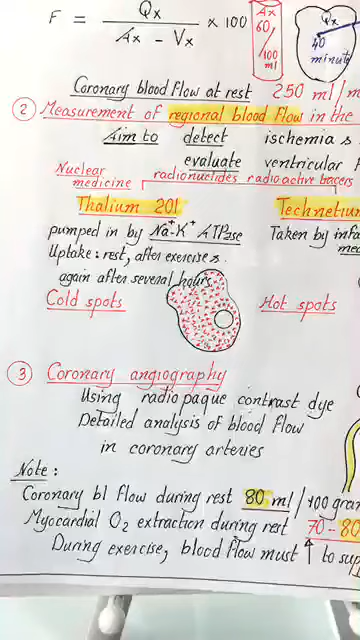 F = Qx / Ax - Vx × 100
Ax
60
100 ml
Qx
40
minute
Coronary blood flow at rest 250 ml / m
② Measurement of regional blood flow in the
Aim to detect ischemia s
evaluate ventricular
Nuclear medicine radionuclides radioactive tracers
Thalium 201 Technetiu
pumped in by Na+-K+ ATPase Taken by infa
Uptake: rest, after exercise s.
again after several hours
Cold spots Hot spots
③ Coronary angiography
Using radiopaque contrast dye
Detailed analysis of blood flow
in coronary arteries
Note:
Coronary bl flow during rest 80 ml / 100 gram
Myocardial O2 extraction during rest 70 - 80
During exercise, blood flow must ↑ to sup